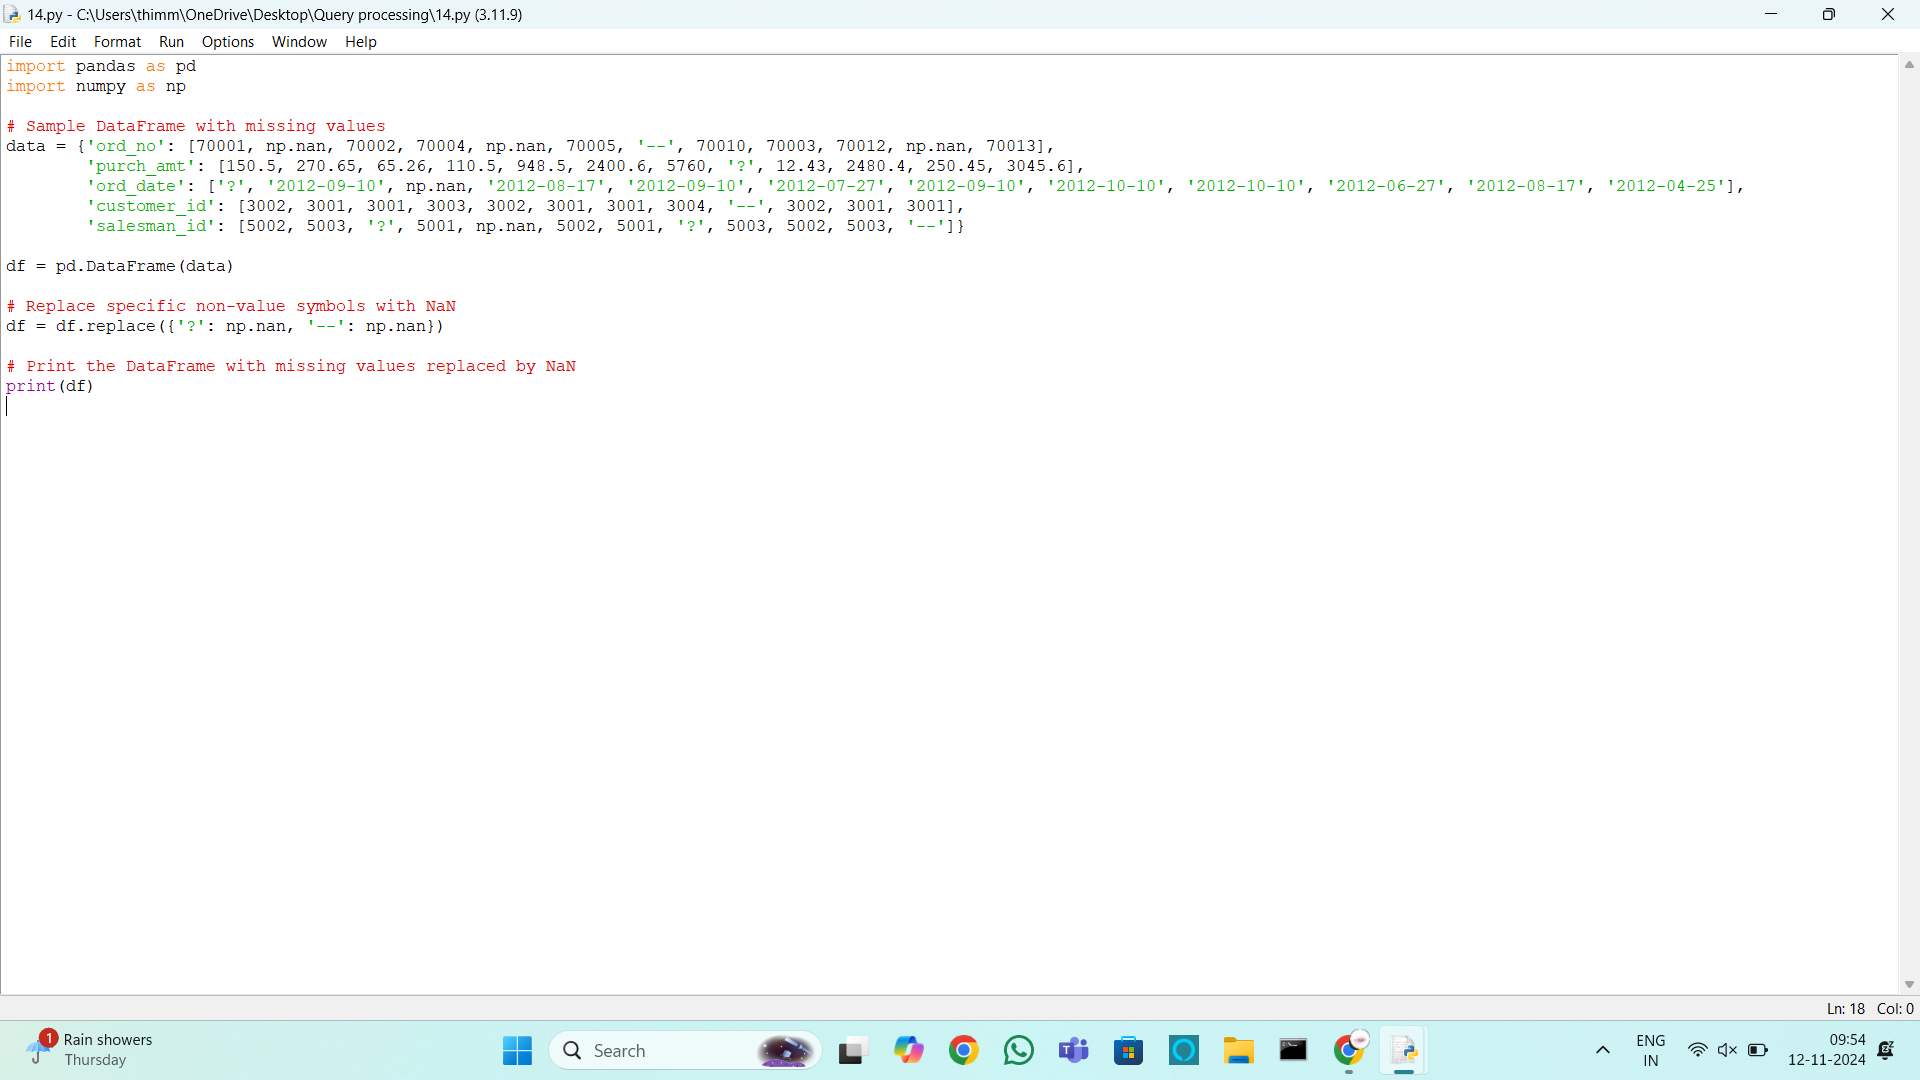 14.py - C:\Users\thimm\OneDrive\Desktop\Query processing\14.py (3.11.9)
File Edit Format Run Options Window Help
import pandas as pd
import numpy as np
# Sample DataFrame with missing values
data = {'ord_no': [70001, np.nan, 70002, 70004, np.nan, 70005, '--', 70010, 70003, 70012, np.nan, 70013],
        'purch_amt': [150.5, 270.65, 65.26, 110.5, 948.5, 2400.6, 5760, '?', 12.43, 2480.4, 250.45, 3045.6],
        'ord_date': ['?', '2012-09-10', np.nan, '2012-08-17', '2012-09-10', '2012-07-27', '2012-09-10', '2012-10-10', '2012-10-10', '2012-06-27', '2012-08-17', '2012-04-25'],
        'customer_id': [3002, 3001, 3001, 3003, 3002, 3001, 3001, 3004, '--', 3002, 3001, 3001],
        'salesman_id': [5002, 5003, '?', 5001, np.nan, 5002, 5001, '?', 5003, 5002, 5003, '--']}
df = pd.DataFrame(data)
# Replace specific non-value symbols with NaN
df = df.replace({'?': np.nan, '--': np.nan})
# Print the DataFrame with missing values replaced by NaN
print(df)
Ln: 18 Col: 0
1
Rain showers
Thursday
Search
ENG
IN
09:54
12-11-2024